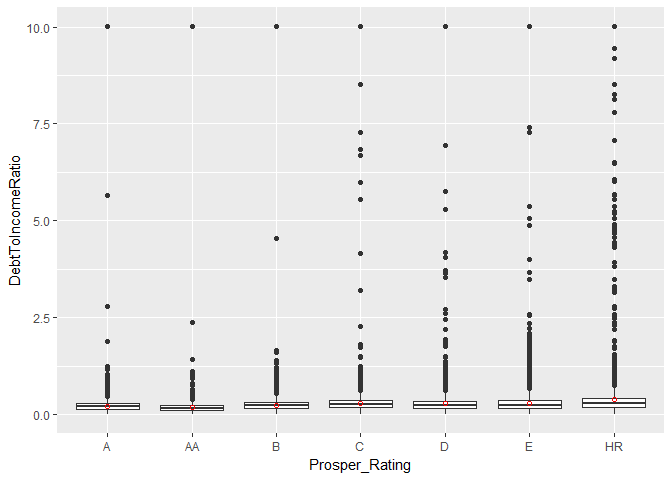 10.0
7.5
5.0
2.5
0.0
DebtToIncomeRatio
A AA B C D E HR
Prosper_Rating